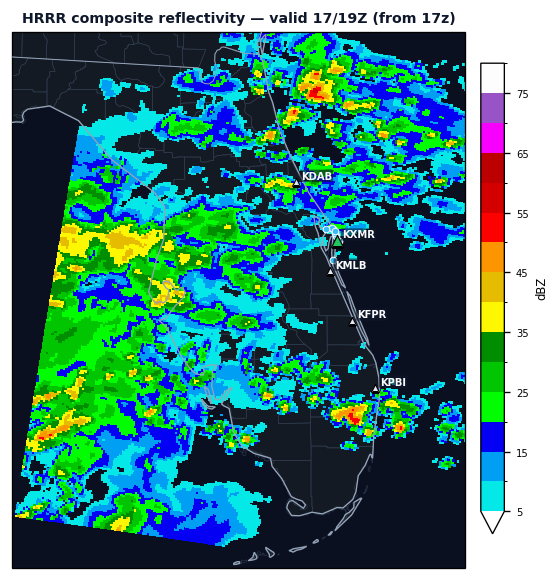 HRRR composite reflectivity — valid 17/19Z (from 17z)
KDAB
KXMR
KMLB
KFPR
KPBI
75
65
55
45
35
25
15
5
dBZ